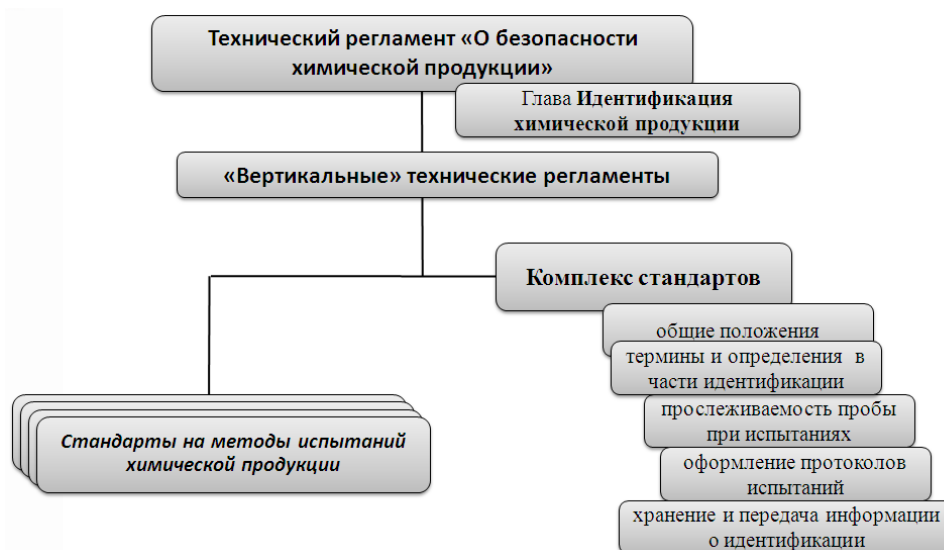 Технический регламент «О безопасности
химической продукции»
Глава Идентификация
химической продукции
«Вертикальные» технические регламенты
Комплекс стандартов
общие положения
термины и определения в
части идентификации
прослеживаемость пробы
при испытаниях
оформление протоколов
испытаний
хранение и передача информации
о идентификации
Стандарты на методы испытаний
химической продукции